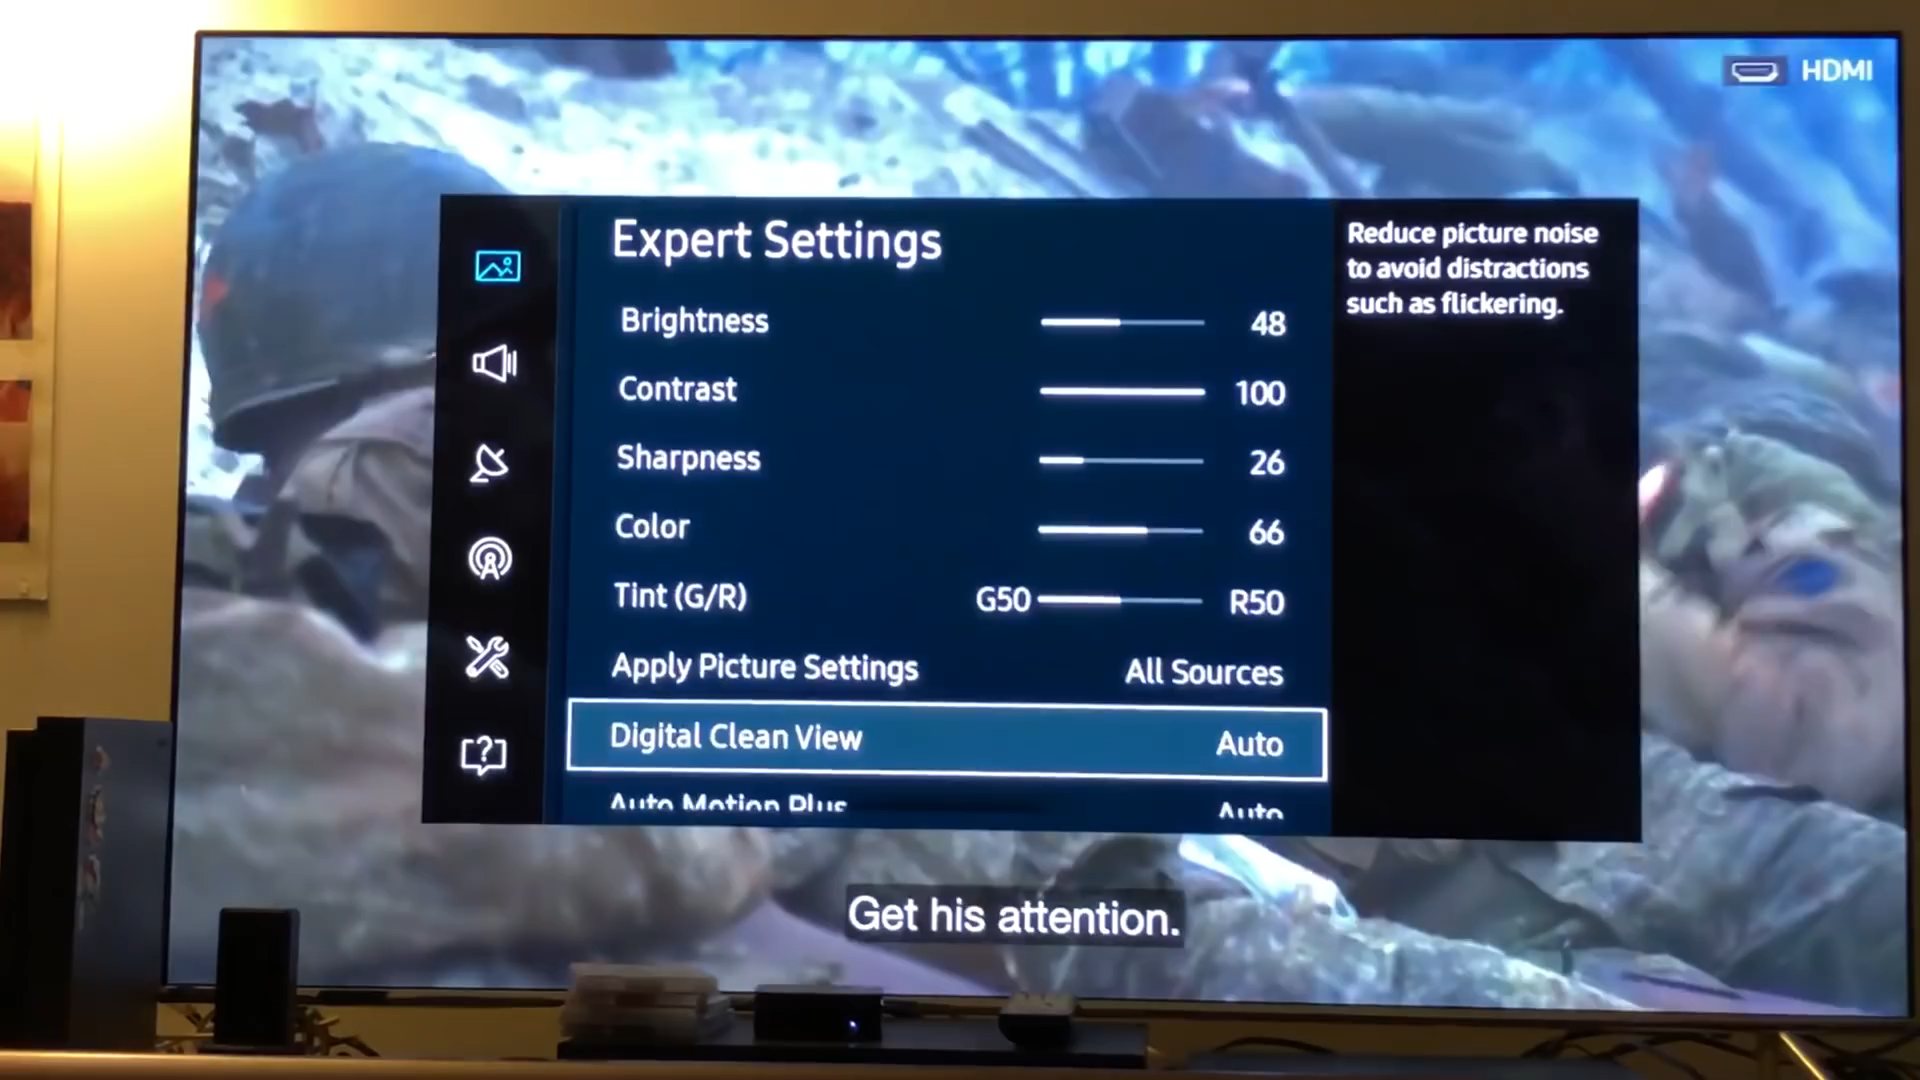 HDMI
Expert Settings
Reduce picture noise
to avoid distractions
such as flickering.
Brightness 48
Contrast 100
Sharpness 26
Color 66
Tint (G/R) G50 R50
Apply Picture Settings All Sources
Digital Clean View Auto
Auto Motion Plus Auto
Get his attention.